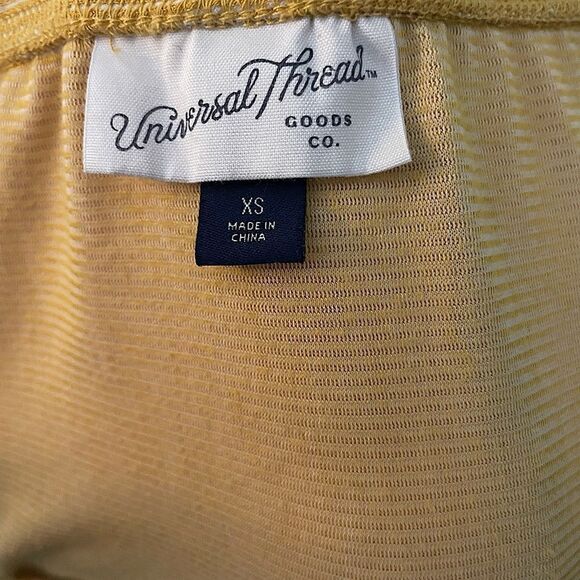 Universal Thread™
GOODS
CO.
XS
MADE IN
CHINA